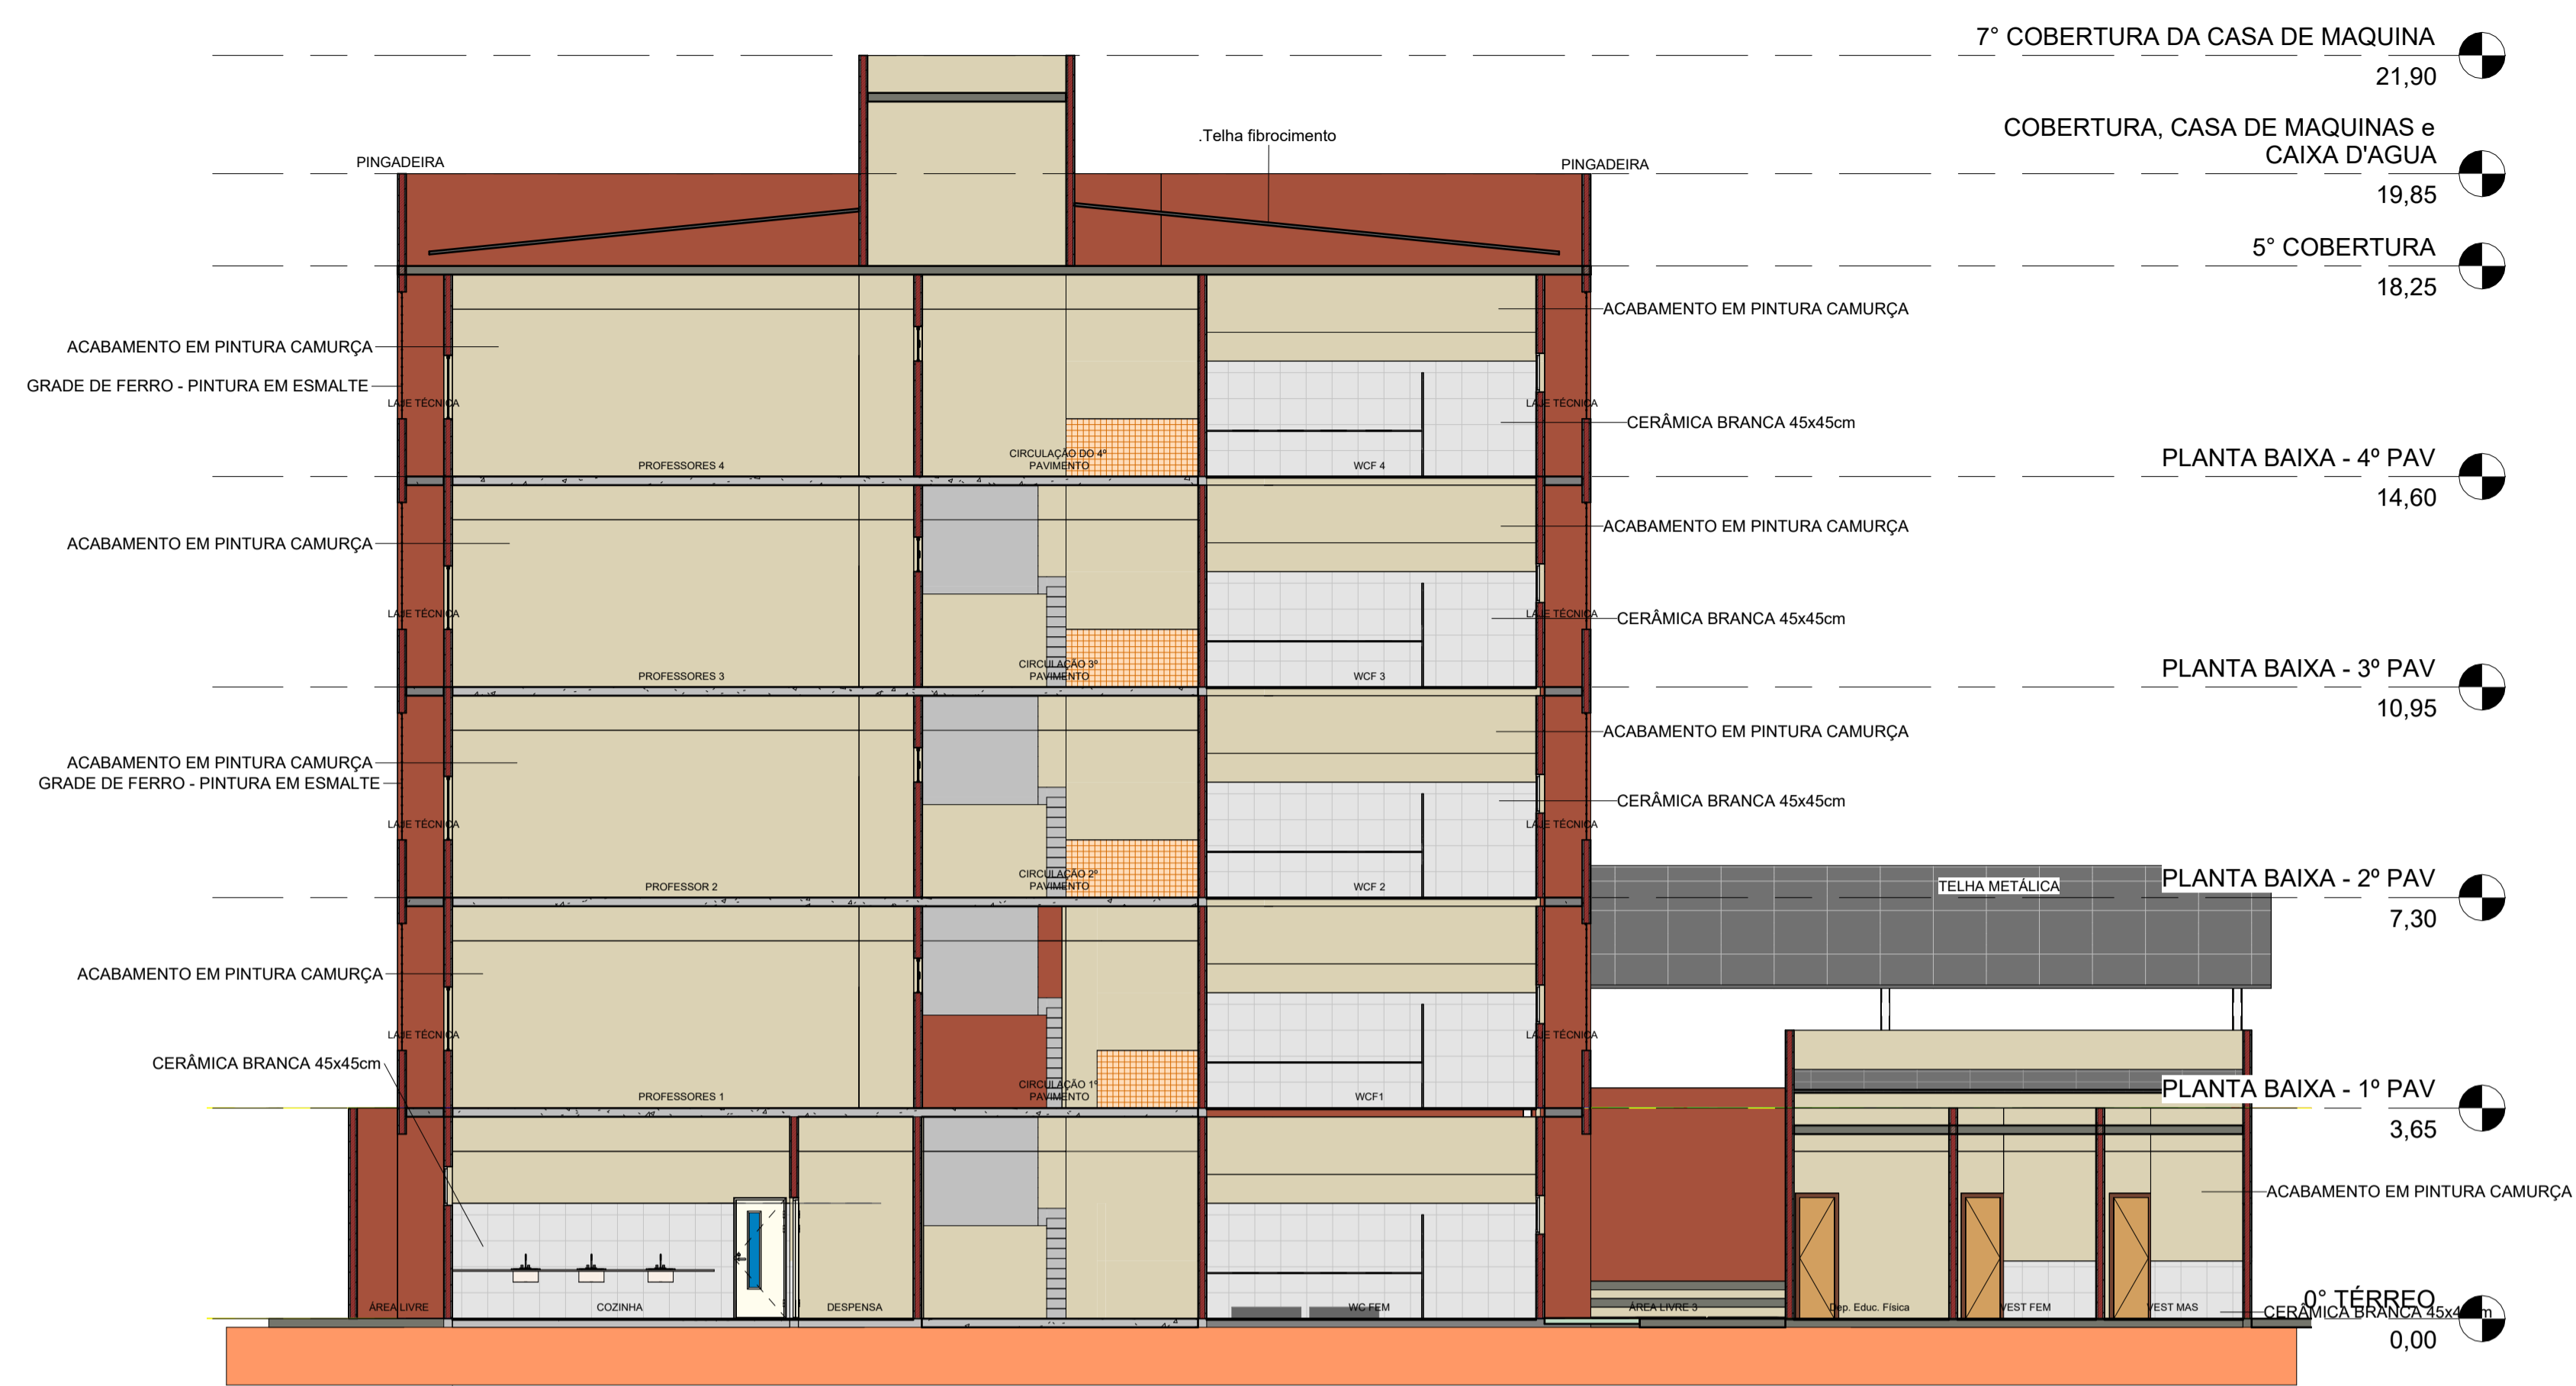 7° COBERTURA DA CASA DE MAQUINA
21,90
COBERTURA, CASA DE MAQUINAS e
CAIXA D'AGUA
19,85
.Telha fibrocimento
PINGADEIRA
PINGADEIRA
5° COBERTURA
18,25
ACABAMENTO EM PINTURA CAMURÇA
ACABAMENTO EM PINTURA CAMURÇA
GRADE DE FERRO - PINTURA EM ESMALTE
LAJE TÉCNICA
LAJE TÉCNICA
CERÂMICA BRANCA 45x45cm
CIRCULAÇÃO DO 4º
PAVIMENTO
PROFESSORES 4
WCF 4
PLANTA BAIXA - 4º PAV
14,60
ACABAMENTO EM PINTURA CAMURÇA
ACABAMENTO EM PINTURA CAMURÇA
LAJE TÉCNICA
LAJE TÉCNICA
CERÂMICA BRANCA 45x45cm
CIRCULAÇÃO 3º
PAVIMENTO
PROFESSORES 3
WCF 3
PLANTA BAIXA - 3º PAV
10,95
ACABAMENTO EM PINTURA CAMURÇA
ACABAMENTO EM PINTURA CAMURÇA
GRADE DE FERRO - PINTURA EM ESMALTE
CERÂMICA BRANCA 45x45cm
LAJE TÉCNICA
LAJE TÉCNICA
CIRCULAÇÃO 2º
PAVIMENTO
PROFESSOR 2
WCF 2
TELHA METÁLICA
PLANTA BAIXA - 2º PAV
7,30
ACABAMENTO EM PINTURA CAMURÇA
LAJE TÉCNICA
LAJE TÉCNICA
CERÂMICA BRANCA 45x45cm
CIRCULAÇÃO 1º
PAVIMENTO
PROFESSORES 1
WCF1
PLANTA BAIXA - 1º PAV
3,65
ACABAMENTO EM PINTURA CAMURÇA
ÁREA LIVRE
COZINHA
DESPENSA
WC FEM
ÁREA LIVRE 3
Dep. Educ. Física
VEST FEM
VEST MAS
0° TÉRREO
CERÂMICA BRANCA 45x45cm
0,00